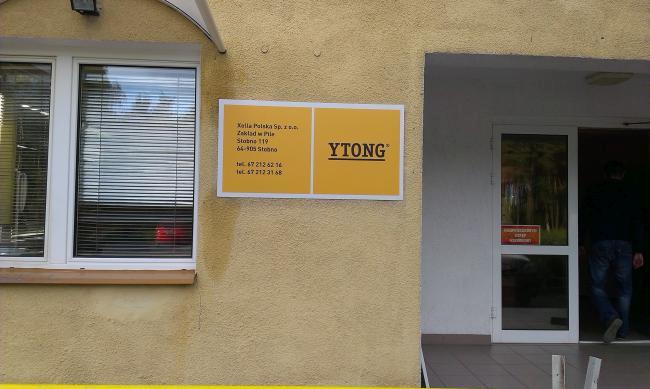 Xella Polska Sp. z o.o.
Zakład w Pile
Stobno 119
64-905 Stobno
tel. 67 212 62 16
tel. 67 212 31 68
YTONG®